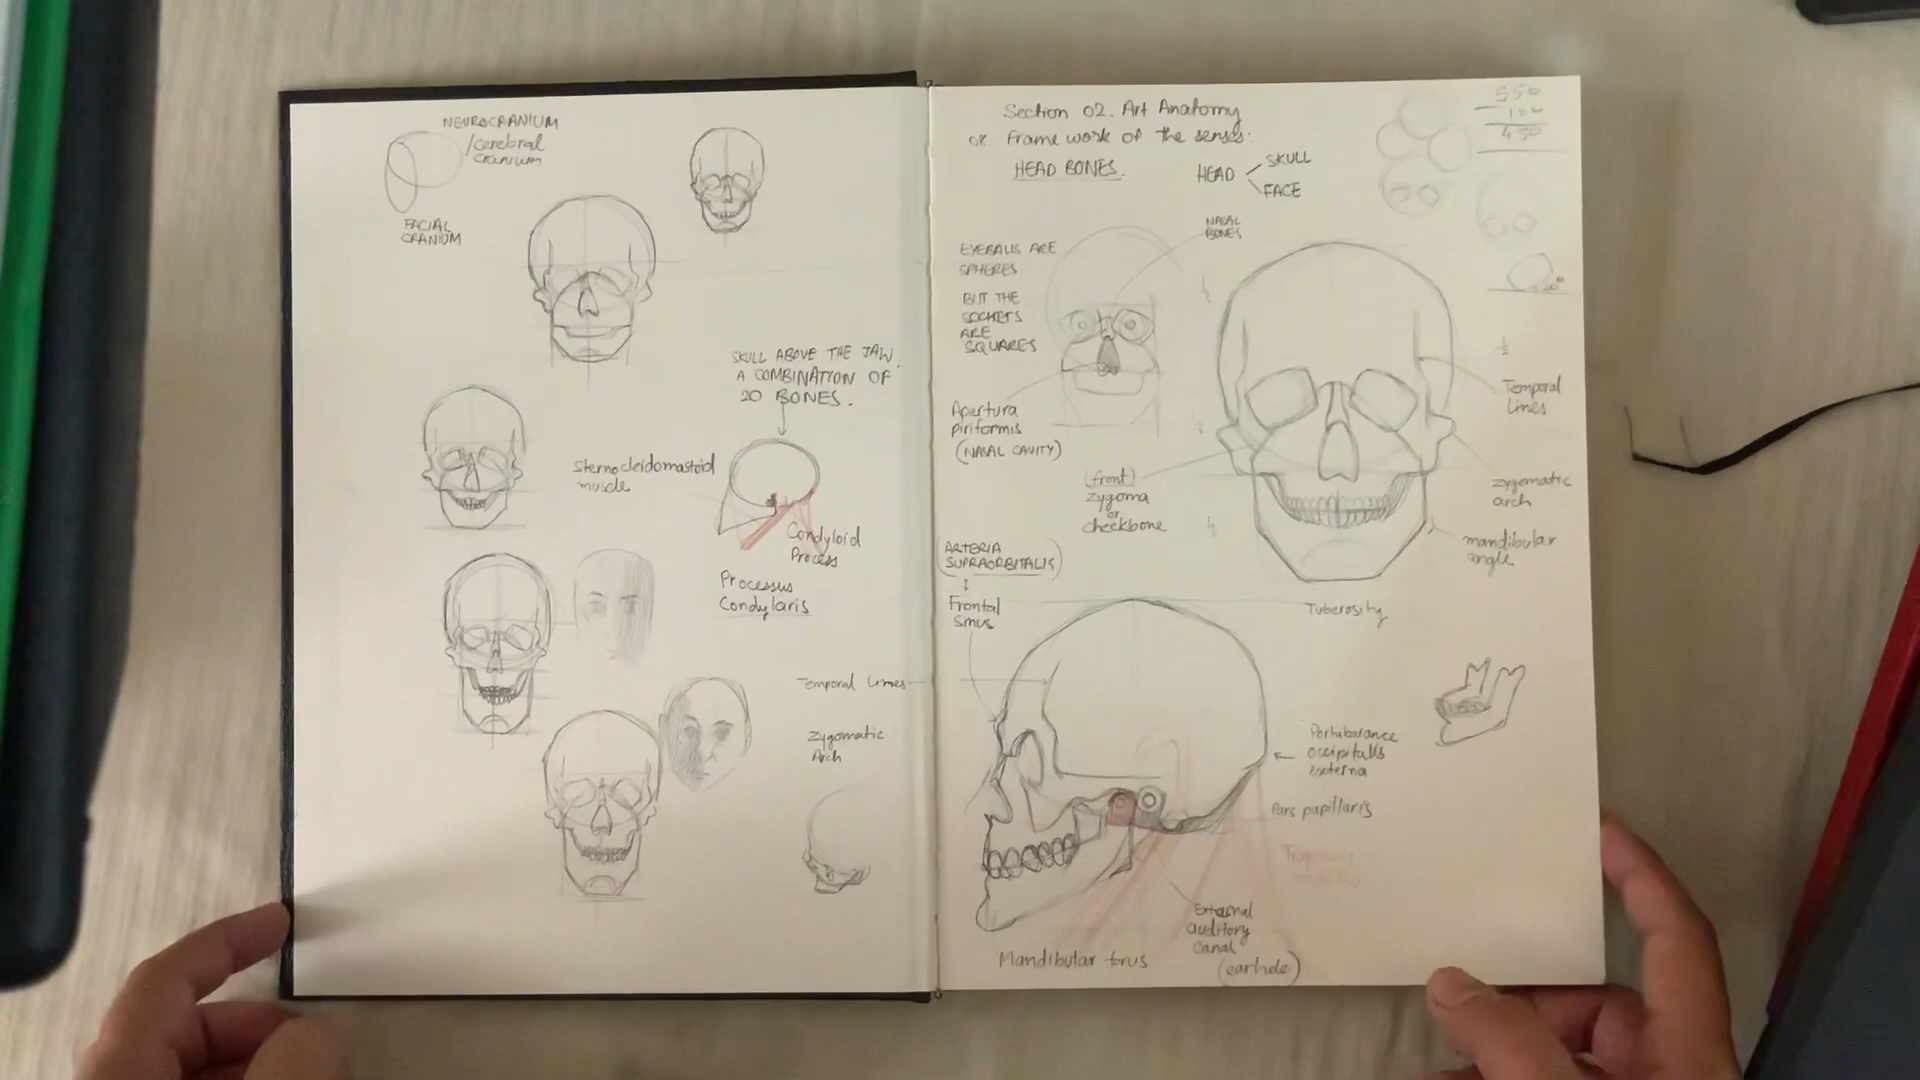 NEUROCRANIUM
/cerebral
cranium
FACIAL
CRANIUM
SKULL ABOVE THE JAW.
A COMBINATION OF
20 BONES.
Sternocleidomastoid
muscle
Condyloid
Process
Processus
Condylaris
Temporal Lines
Zygomatic
Arch
Section 02. Art Anatomy
08. Frame work of the senses:
HEAD BONES.
HEAD
SKULL
FACE
550
450
NASAL
BONES
EYEBALLS ARE
SPHERES
BUT THE
SOCKETS
ARE
SQUARES
Apertura
piriformis
(NASAL CAVITY)
(front)
zygoma
or
cheekbone
Temporal
Lines
zygomatic
arch
mandibular
angle
ARTERIA
SUPRAORBITALIS
Frontal
Sinus
Tuberosity
Portubarance
occipitalis
externa
Pars papillaris
External
auditory
canal
(earhole)
Mandibular torus